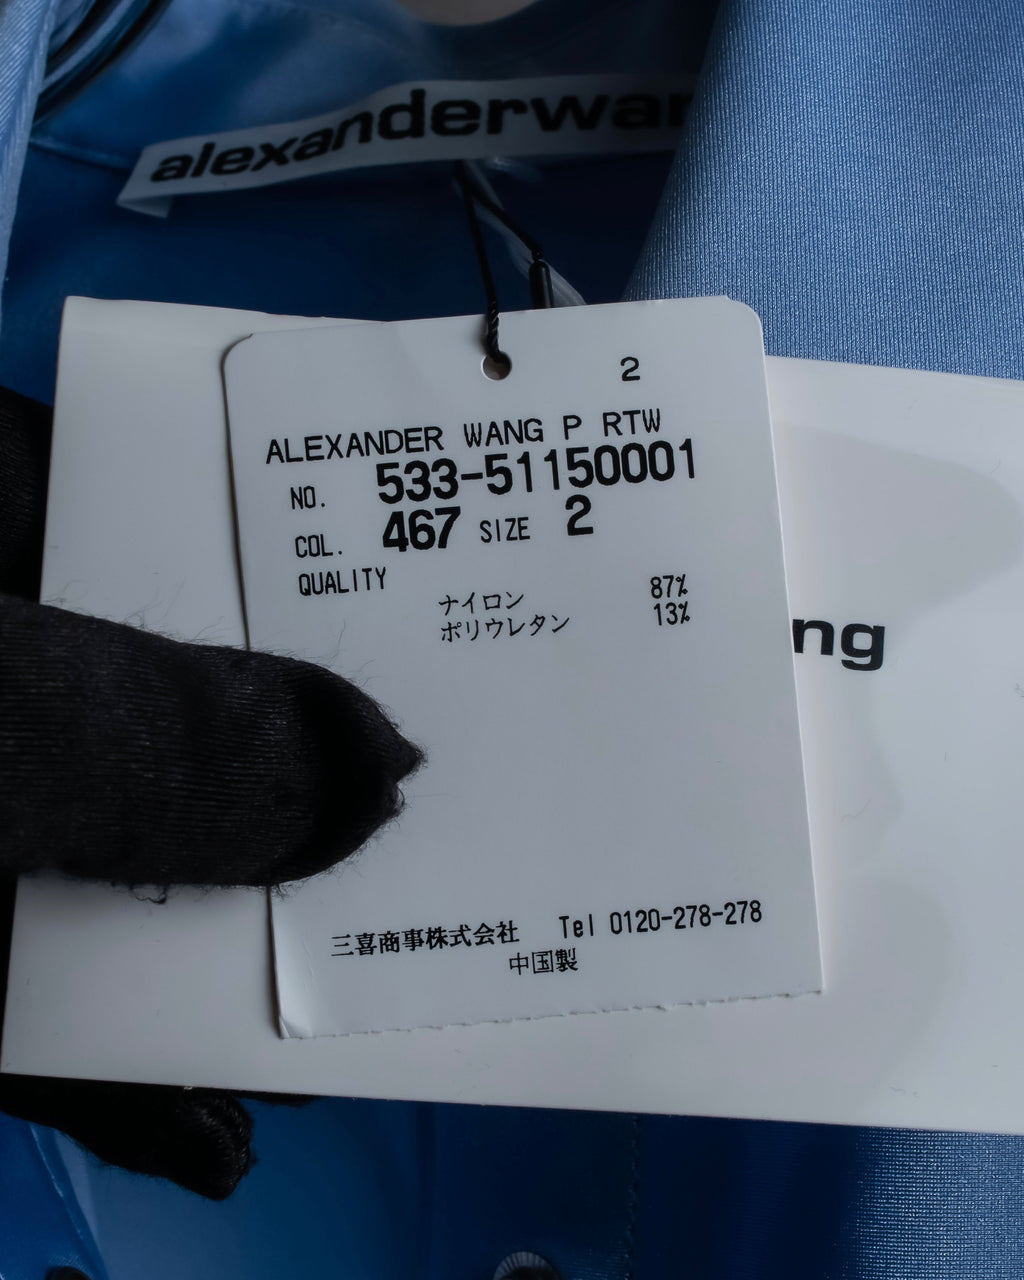 alexanderwan
2
ALEXANDER WANG P RTW
NO. 533-51150001
COL. 467 SIZE 2
QUALITY
ナイロン 87%
ポリウレタン 13%
ng
三喜商事株式会社 Tel 0120-278-278
中国製